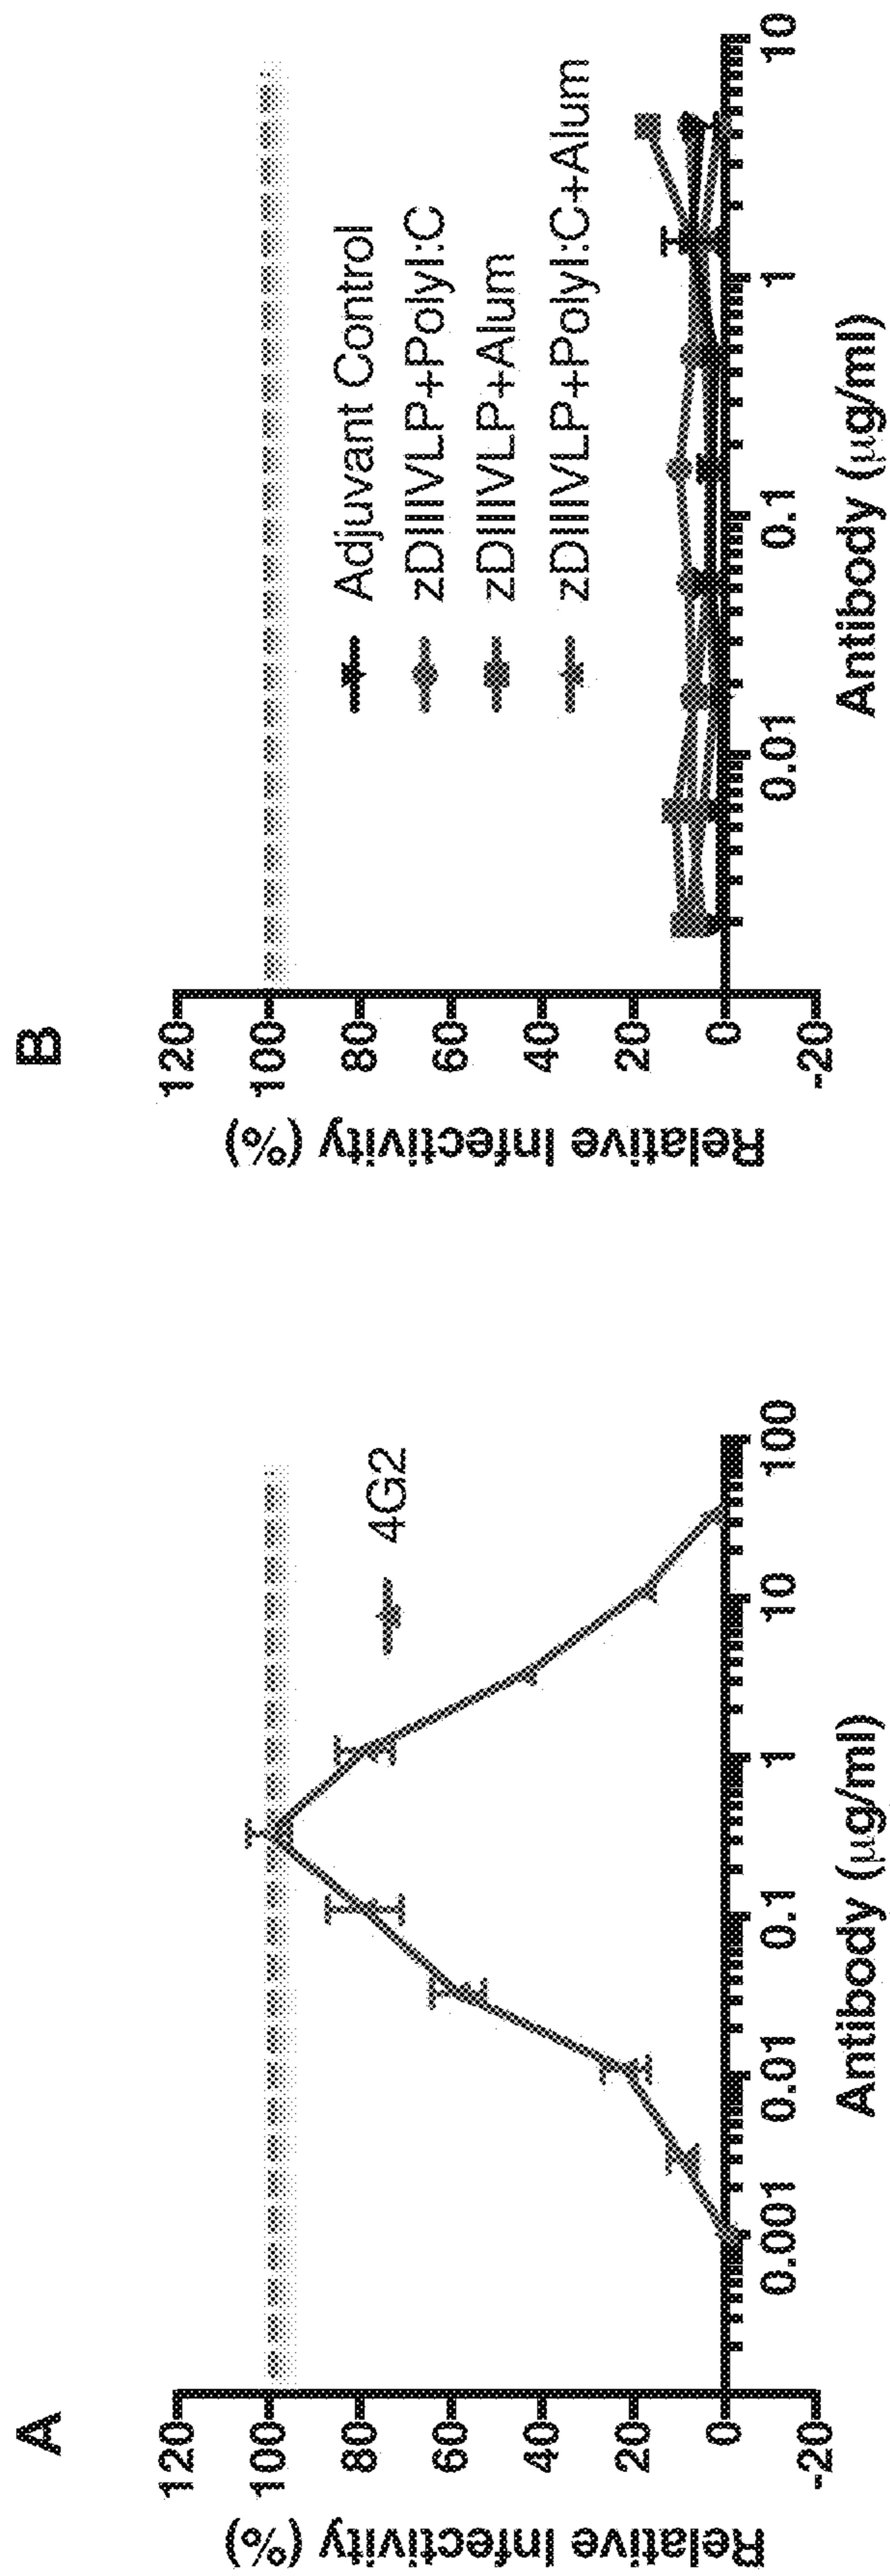 A
Relative Infectivity (%)
120
100
80
60
40
20
0
-20
4G2
0.001
0.01
0.1
1
10
100
Antibody (µg/ml)
B
Relative Infectivity (%)
120
100
80
60
40
20
0
-20
Adjuvant Control
zDIIIVLP+PolyI:C
zDIIIVLP+Alum
zDIIIVLP+PolyI:C+Alum
0.01
0.1
1
10
Antibody (µg/ml)